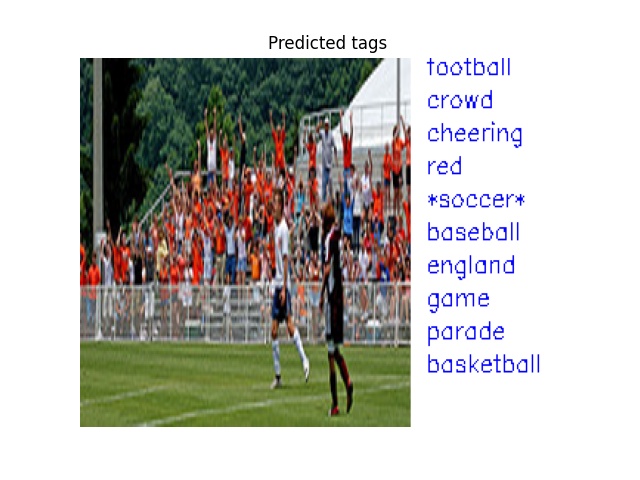 Predicted tags
football
crowd
cheering
red
*soccer*
baseball
england
game
parade
basketball